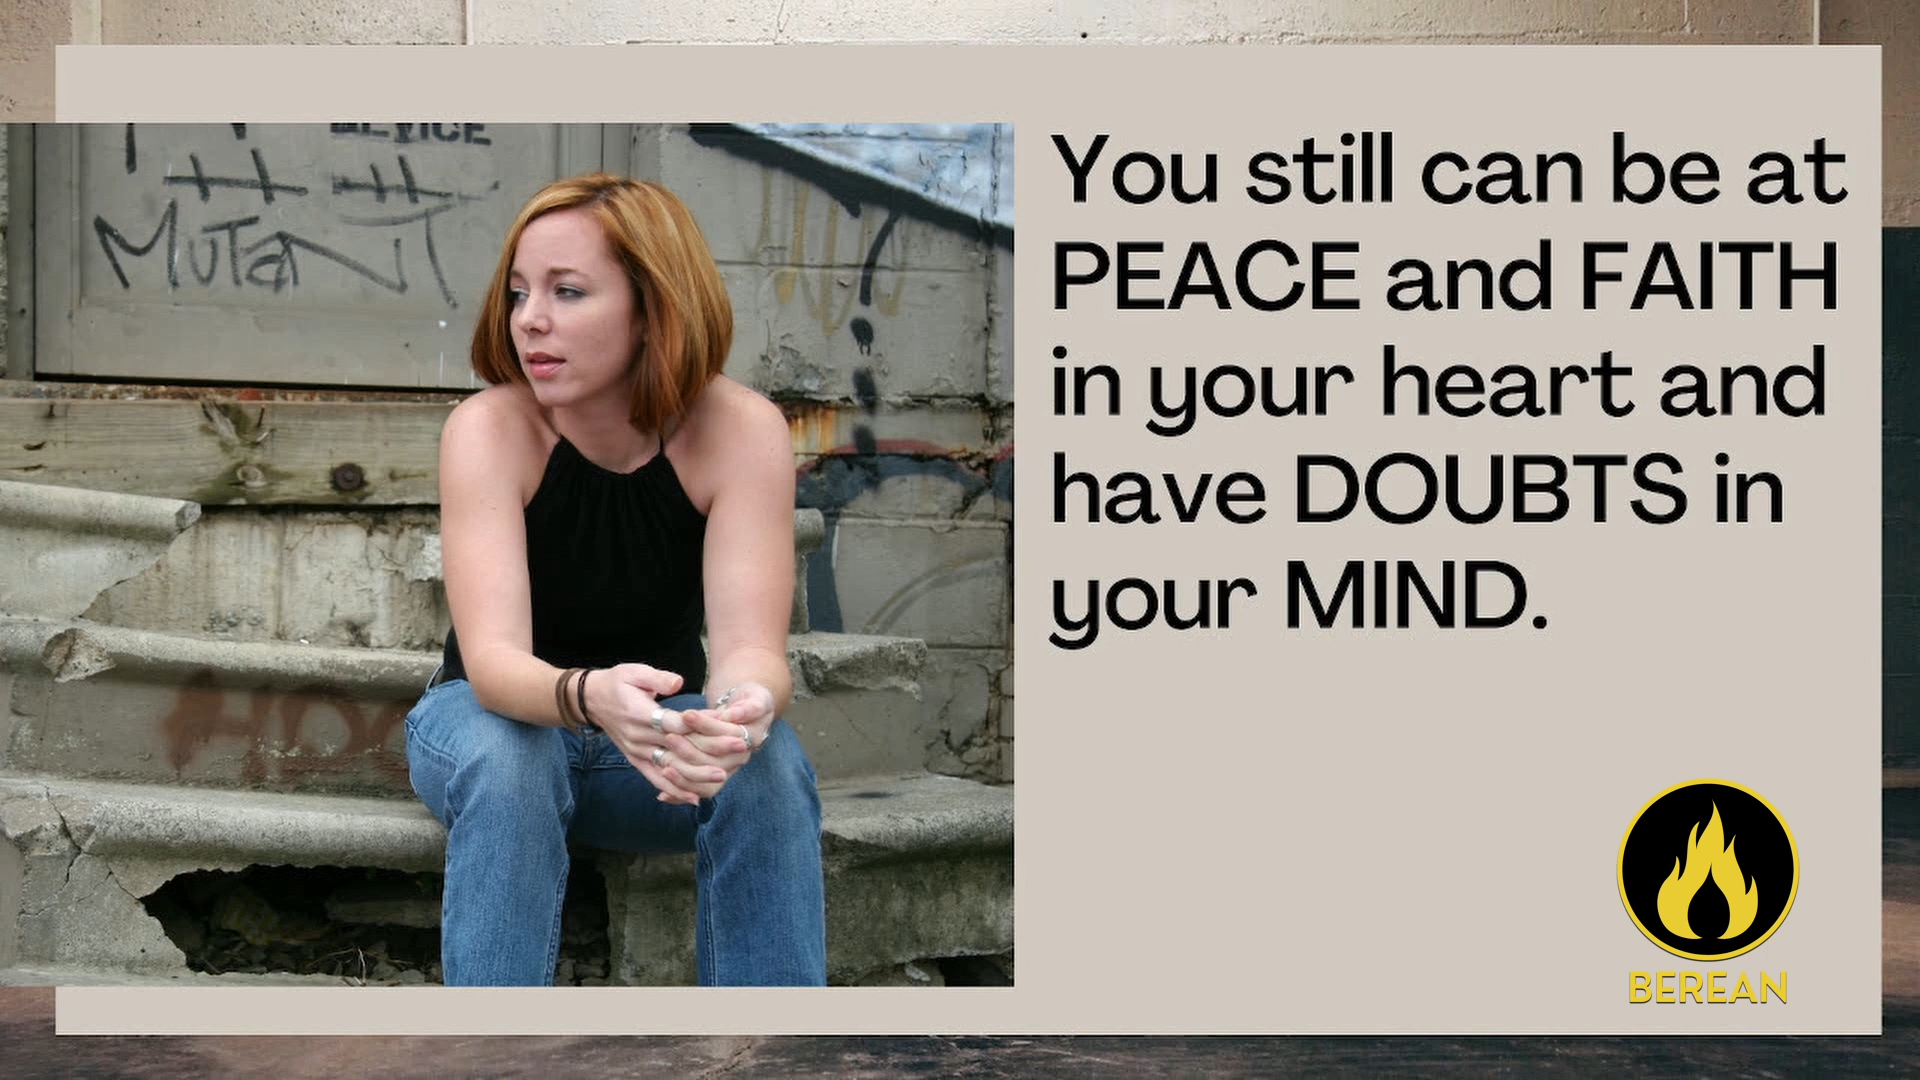 MUTANT
You still can be at
PEACE and FAITH
in your heart and
have DOUBTS in
your MIND.
BEREAN